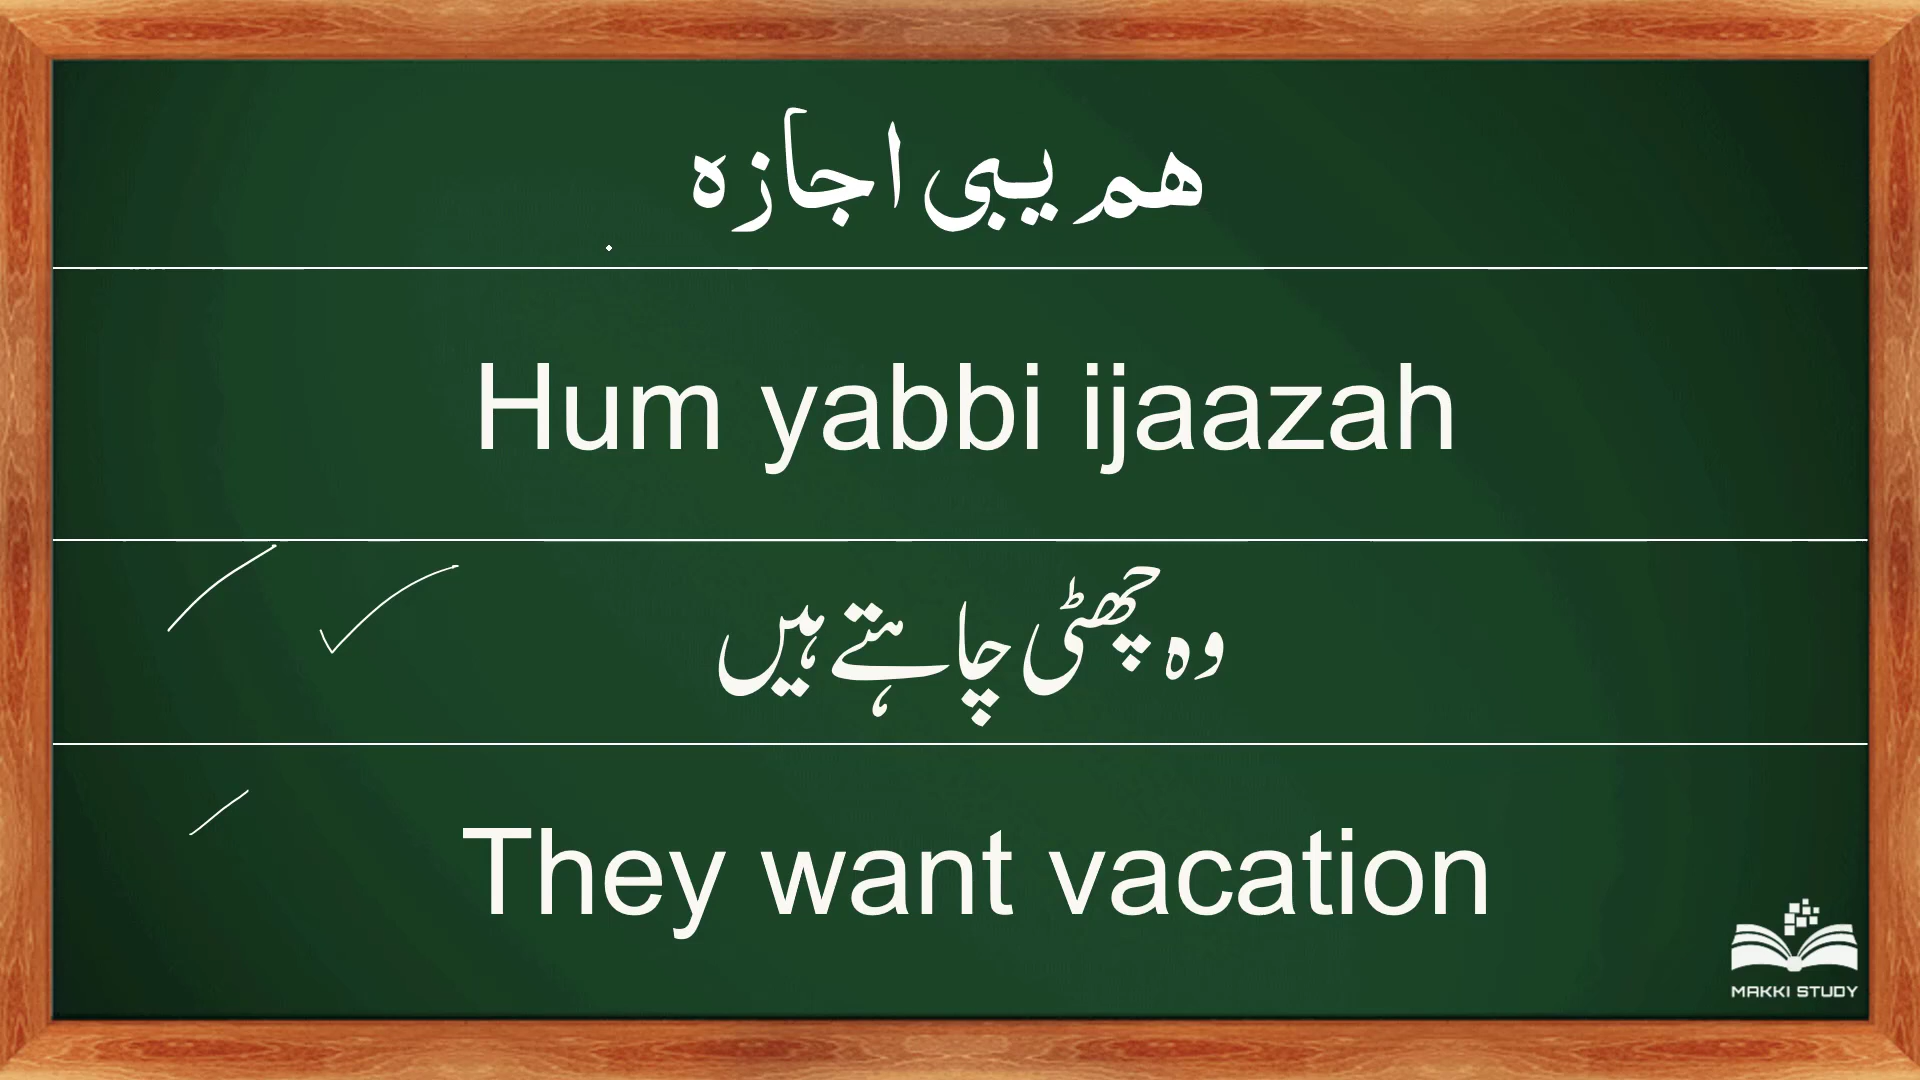 هم يبي اجازه
Hum yabbi ijaazah
وہ چھٹی چاہتے ہیں
They want vacation
MAKKI STUDY